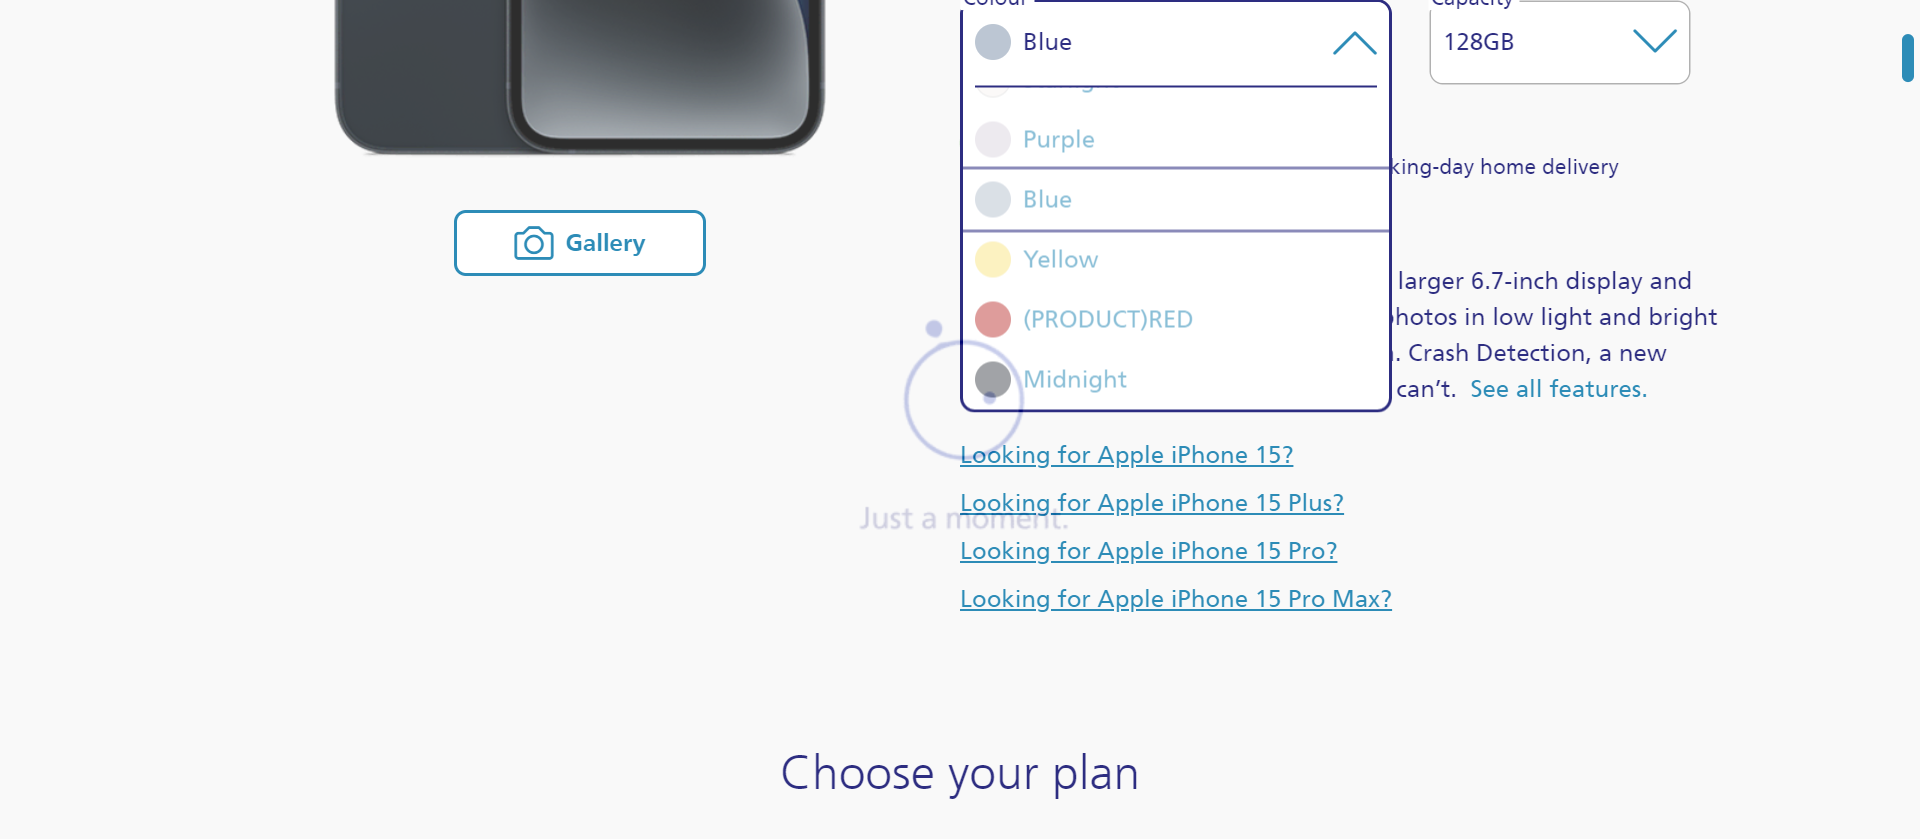 Colour
Blue
Purple
Blue
Yellow
(PRODUCT)RED
Midnight
Capacity
128GB
Gallery
king-day home delivery
larger 6.7-inch display and
photos in low light and bright
. Crash Detection, a new
can’t. See all features.
Looking for Apple iPhone 15?
Looking for Apple iPhone 15 Plus?
Just a moment.
Looking for Apple iPhone 15 Pro?
Looking for Apple iPhone 15 Pro Max?
Choose your plan